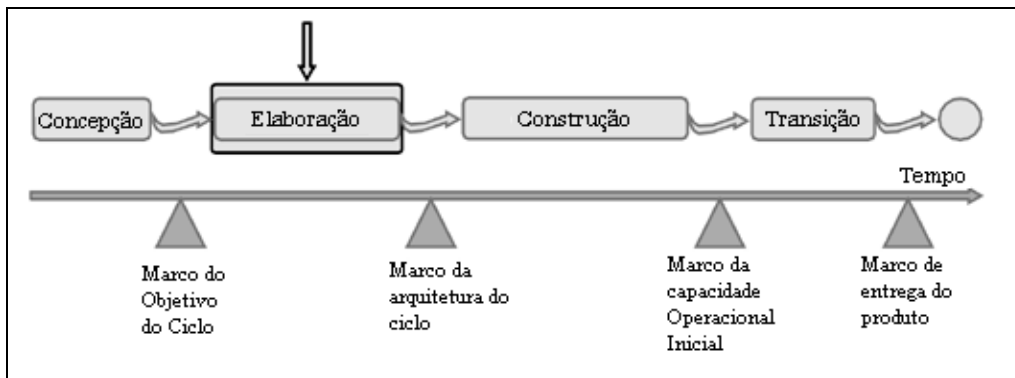 Concepção
Elaboração
Construção
Transição
Tempo
Marco do
Objetivo
do Ciclo
Marco da
arquitetura do
ciclo
Marco da
capacidade
Operacional
Inicial
Marco de
entrega do
produto